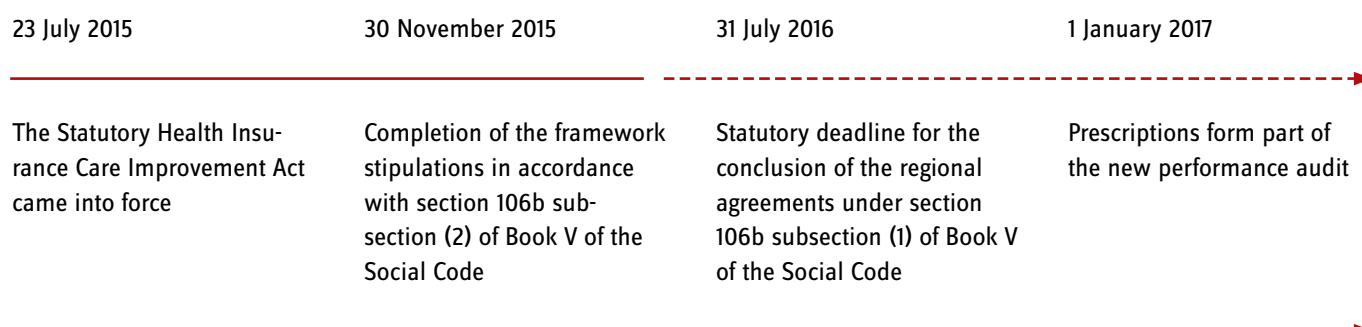 23 July 2015
The Statutory Health Insu-
rance Care Improvement Act
came into force
30 November 2015
Completion of the framework
stipulations in accordance
with section 106b sub-
section (2) of Book V of the
Social Code
31 July 2016
Statutory deadline for the
conclusion of the regional
agreements under section
106b subsection (1) of Book V
of the Social Code
1 January 2017
Prescriptions form part of
the new performance audit